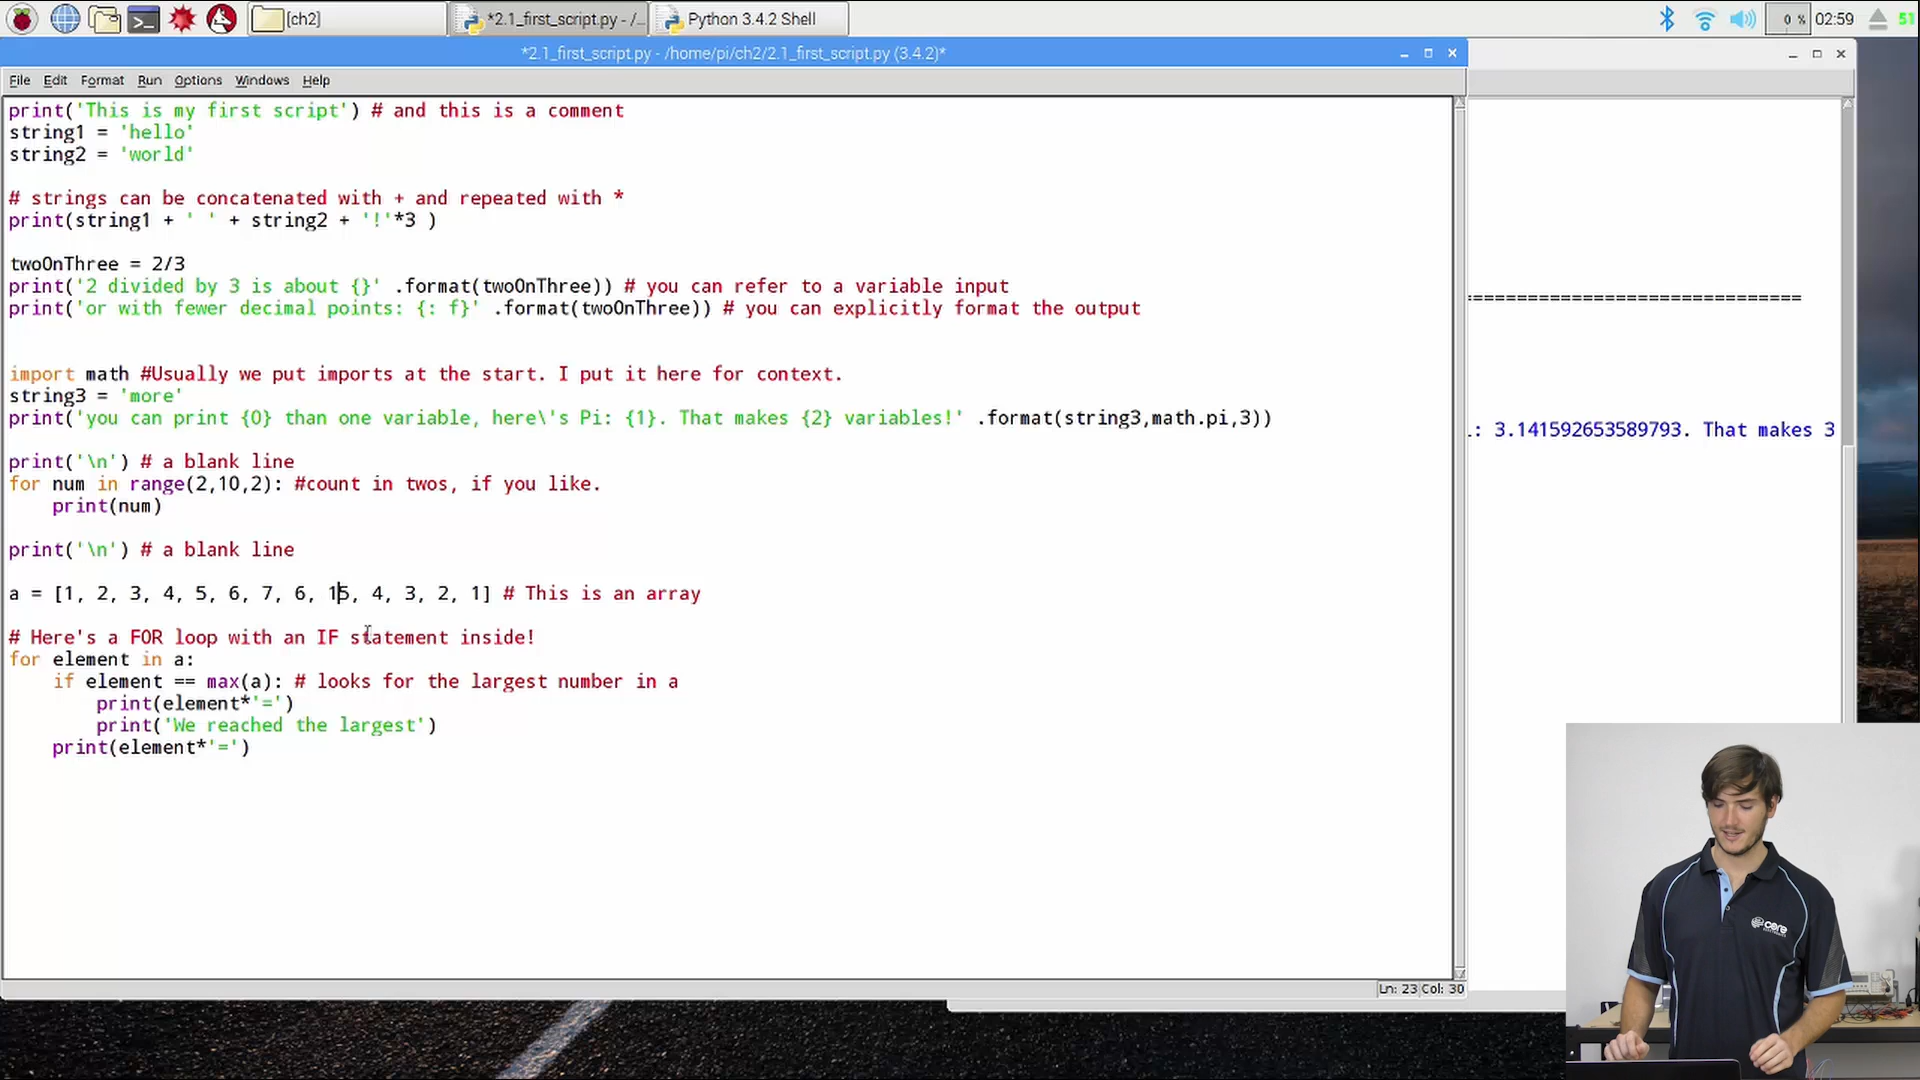 [ch2]
*2.1_first_script.py - /...
Python 3.4.2 Shell
0 %
02:59
51
*2.1_first_script.py - /home/pi/ch2/2.1_first_script.py (3.4.2)*
File Edit Format Run Options Windows Help
print('This is my first script') # and this is a comment
string1 = 'hello'
string2 = 'world'
# strings can be concatenated with + and repeated with *
print(string1 + ' ' + string2 + '!'*3 )
twoOnThree = 2/3
print('2 divided by 3 is about {}' .format(twoOnThree)) # you can refer to a variable input
print('or with fewer decimal points: {: f}' .format(twoOnThree)) # you can explicitly format the output
==============================
import math #Usually we put imports at the start. I put it here for context.
string3 = 'more'
print('you can print {0} than one variable, here\'s Pi: {1}. That makes {2} variables!' .format(string3,math.pi,3))
: 3.141592653589793. That makes 3
print('\n') # a blank line
for num in range(2,10,2): #count in twos, if you like.
print(num)
print('\n') # a blank line
a = [1, 2, 3, 4, 5, 6, 7, 6, 15, 4, 3, 2, 1] # This is an array
# Here's a FOR loop with an IF statement inside!
for element in a:
if element == max(a): # looks for the largest number in a
print(element*'=')
print('We reached the largest')
print(element*'=')
Ln: 23 Col: 30
core
ELECTRONICS